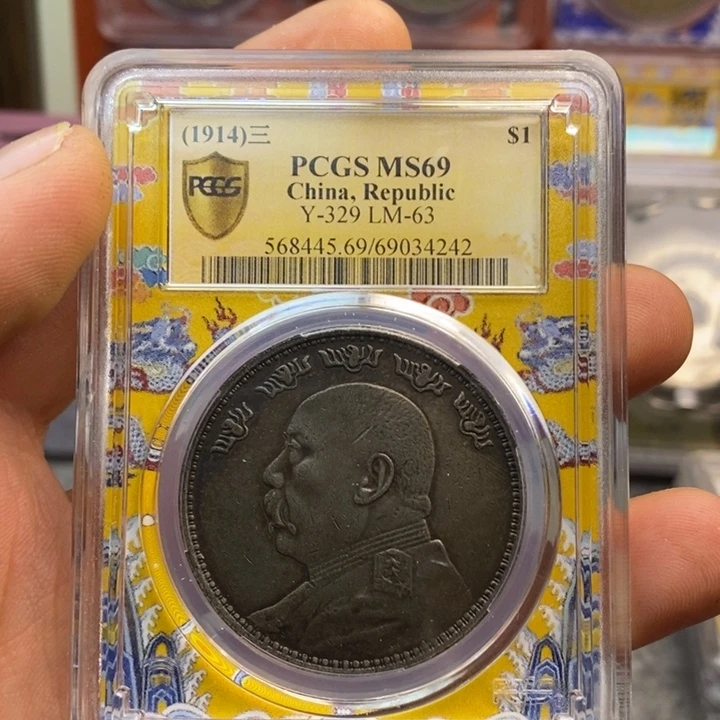 (1914)三 $1
PCGS
PCGS MS69
China, Republic
Y-329 LM-63
568445.69/69034242